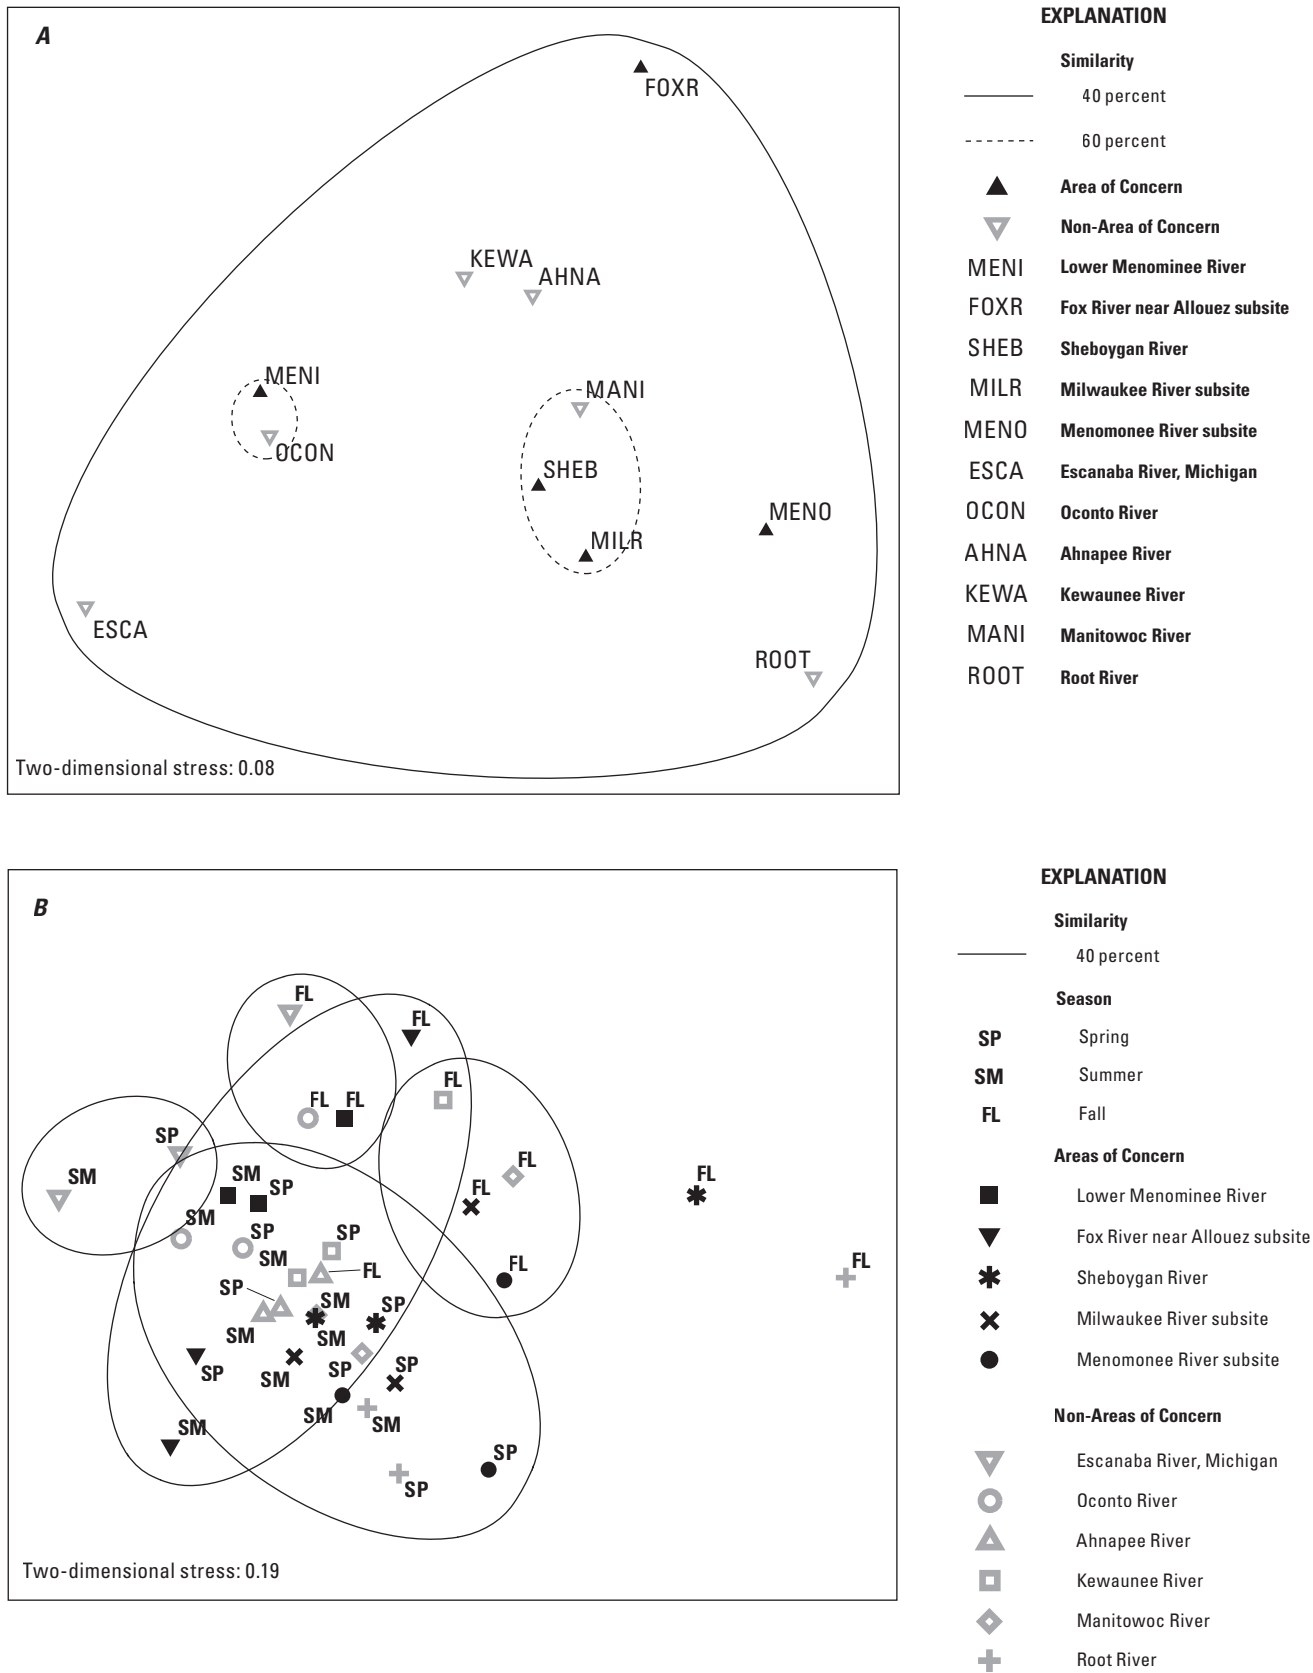 A
FOXR
KEWA
AHNA
MENI
MANI
OCON
SHEB
MENO
MILR
ESCA
ROOT
Two-dimensional stress: 0.08
EXPLANATION
Similarity
40 percent
60 percent
Area of Concern
Non-Area of Concern
MENI Lower Menominee River
FOXR Fox River near Allouez subsite
SHEB Sheboygan River
MILR Milwaukee River subsite
MENO Menomonee River subsite
ESCA Escanaba River, Michigan
OCON Oconto River
AHNA Ahnapee River
KEWA Kewaunee River
MANI Manitowoc River
ROOT Root River
B
FL
FL
FL
FL FL
SP
FL
SM
SM
SP
FL
FL
SM
SP
SP
SM
FL
FL
FL
SP
SM
SP
SM
SM
SP
SM
SP
SP
SM
SM
SM
SP
SP
Two-dimensional stress: 0.19
EXPLANATION
Similarity
40 percent
Season
SP Spring
SM Summer
FL Fall
Areas of Concern
Lower Menominee River
Fox River near Allouez subsite
Sheboygan River
Milwaukee River subsite
Menomonee River subsite
Non-Areas of Concern
Escanaba River, Michigan
Oconto River
Ahnapee River
Kewaunee River
Manitowoc River
Root River